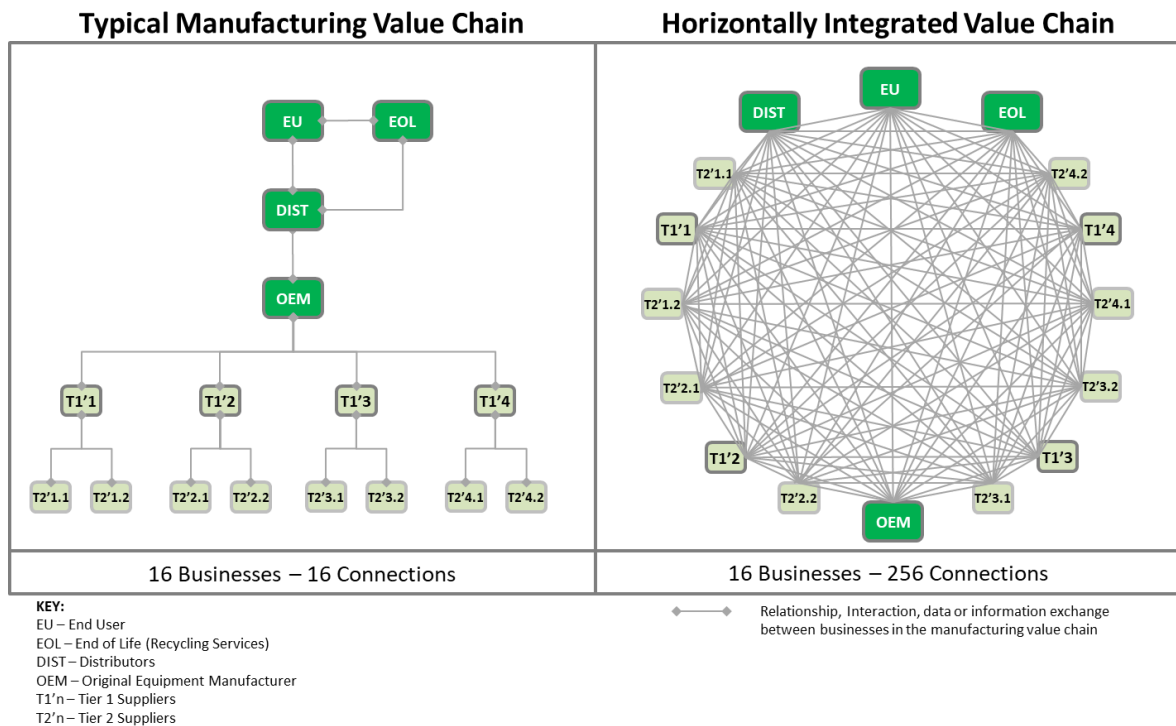 Typical Manufacturing Value Chain
Horizontally Integrated Value Chain
EU
EOL
DIST
OEM
T1'1
T1'2
T1'3
T1'4
T2'1.1
T2'1.2
T2'2.1
T2'2.2
T2'3.1
T2'3.2
T2'4.1
T2'4.2
EU
DIST
EOL
T2'1.1
T2'4.2
T1'1
T1'4
T2'1.2
T2'4.1
T2'2.1
T2'3.2
T1'2
T1'3
T2'2.2
T2'3.1
OEM
16 Businesses – 16 Connections
16 Businesses – 256 Connections
KEY:
EU – End User
EOL – End of Life (Recycling Services)
DIST – Distributors
OEM – Original Equipment Manufacturer
T1'n – Tier 1 Suppliers
T2'n – Tier 2 Suppliers
Relationship, Interaction, data or information exchange
between businesses in the manufacturing value chain